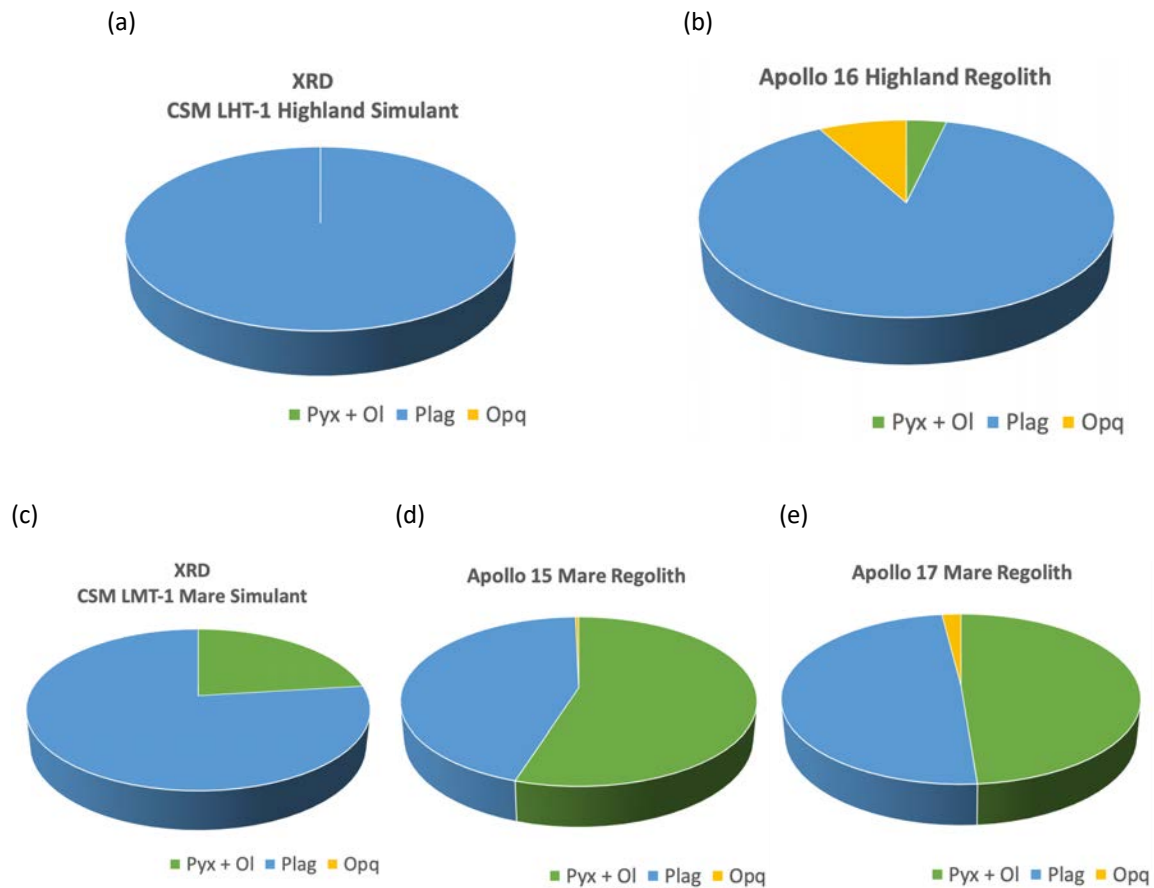 (a)
XRD
CSM LHT-1 Highland Simulant
Pyx + Ol Plag Opq
(b)
Apollo 16 Highland Regolith
Pyx + Ol Plag Opq
(c)
XRD
CSM LMT-1 Mare Simulant
Pyx + Ol Plag Opq
(d)
Apollo 15 Mare Regolith
Pyx + Ol Plag Opq
(e)
Apollo 17 Mare Regolith
Pyx + Ol Plag Opq